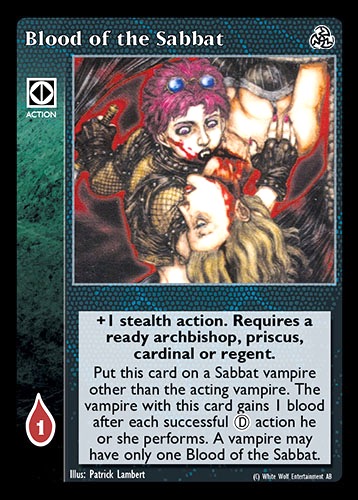 Blood of the Sabbat
ACTION
+1 stealth action. Requires a
ready archbishop, priscus,
cardinal or regent.
Put this card on a Sabbat vampire
other than the acting vampire. The
vampire with this card gains 1 blood
after each successful Ⓓ action he
or she performs. A vampire may
have only one Blood of the Sabbat.
1
Illus: Patrick Lambert
(C) White Wolf Entertainment AB